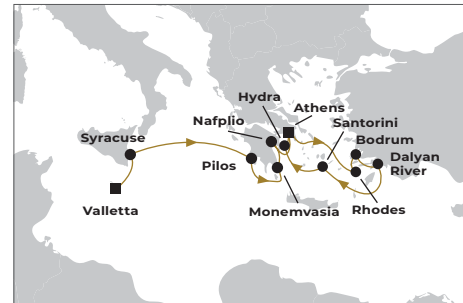 Hydra
Athens
Nafplio
Santorini
Syracuse
Bodrum
Pilos
Dalyan
River
Valletta
Monemvasia
Rhodes